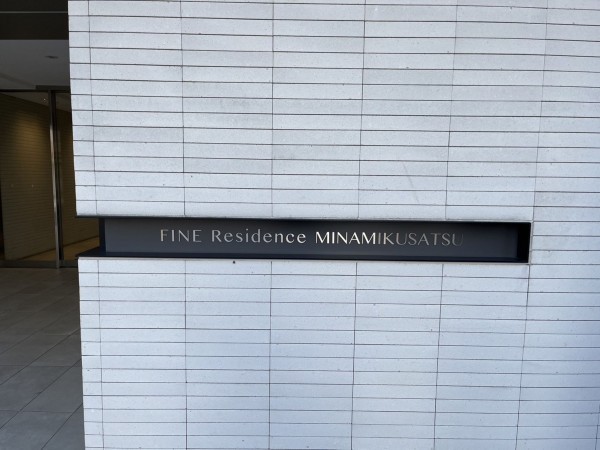 FINE Residence MINAMIKUSATSU